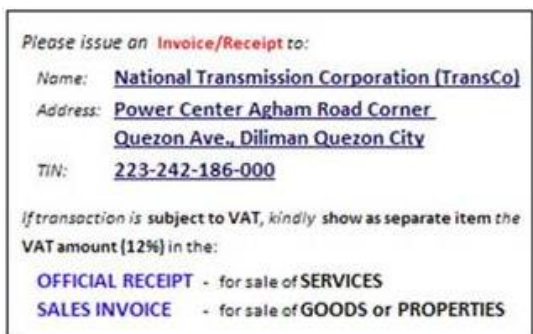 Please issue an Invoice/Receipt to:
Name: National Transmission Corporation (TransCo)
Address: Power Center Agham Road Corner
Quezon Ave., Diliman Quezon City
TIN: 223-242-186-000
If transaction is subject to VAT, kindly show as separate item the
VAT amount (12%) in the:
OFFICIAL RECEIPT - for sale of SERVICES
SALES INVOICE - for sale of GOODS or PROPERTIES